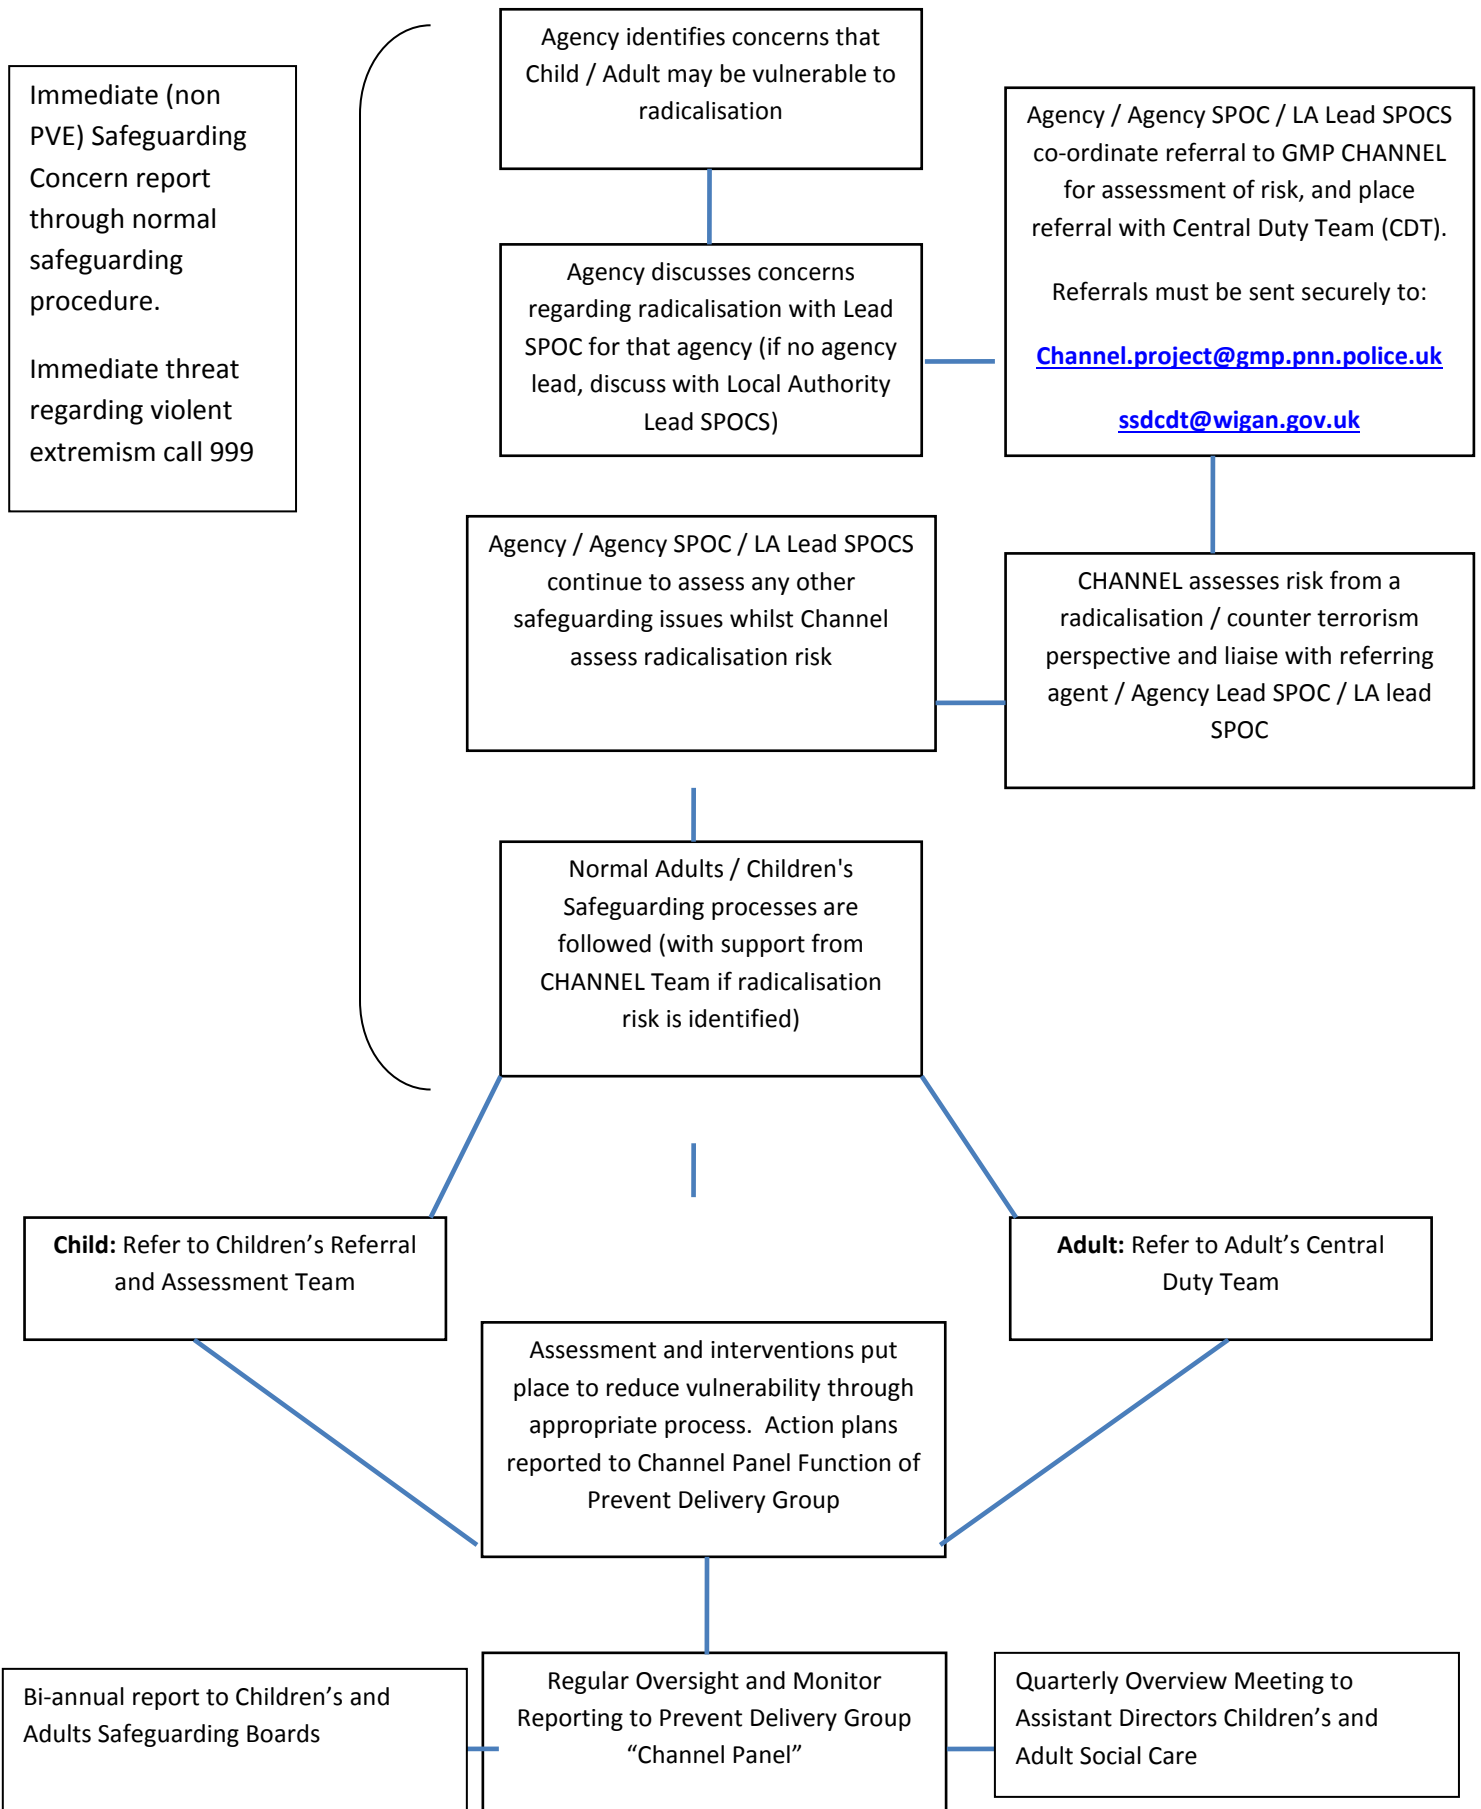 Immediate (non
PVE) Safeguarding
Concern report
through normal
safeguarding
procedure.
Immediate threat
regarding violent
extremism call 999
Agency identifies concerns that
Child / Adult may be vulnerable to
radicalisation
Agency discusses concerns
regarding radicalisation with Lead
SPOC for that agency (if no agency
lead, discuss with Local Authority
Lead SPOCS)
Agency / Agency SPOC / LA Lead SPOCS
co-ordinate referral to GMP CHANNEL
for assessment of risk, and place
referral with Central Duty Team (CDT).
Referrals must be sent securely to:
Channel.project@gmp.pnn.police.uk
ssdcdt@wigan.gov.uk
CHANNEL assesses risk from a
radicalisation / counter terrorism
perspective and liaise with referring
agent / Agency Lead SPOC / LA lead
SPOC
Agency / Agency SPOC / LA Lead SPOCS
continue to assess any other
safeguarding issues whilst Channel
assess radicalisation risk
Normal Adults / Children's
Safeguarding processes are
followed (with support from
CHANNEL Team if radicalisation
risk is identified)
Child: Refer to Children’s Referral
and Assessment Team
Adult: Refer to Adult’s Central
Duty Team
Assessment and interventions put
place to reduce vulnerability through
appropriate process.  Action plans
reported to Channel Panel Function of
Prevent Delivery Group
Bi-annual report to Children’s and
Adults Safeguarding Boards
Regular Oversight and Monitor
Reporting to Prevent Delivery Group
“Channel Panel”
Quarterly Overview Meeting to
Assistant Directors Children’s and
Adult Social Care